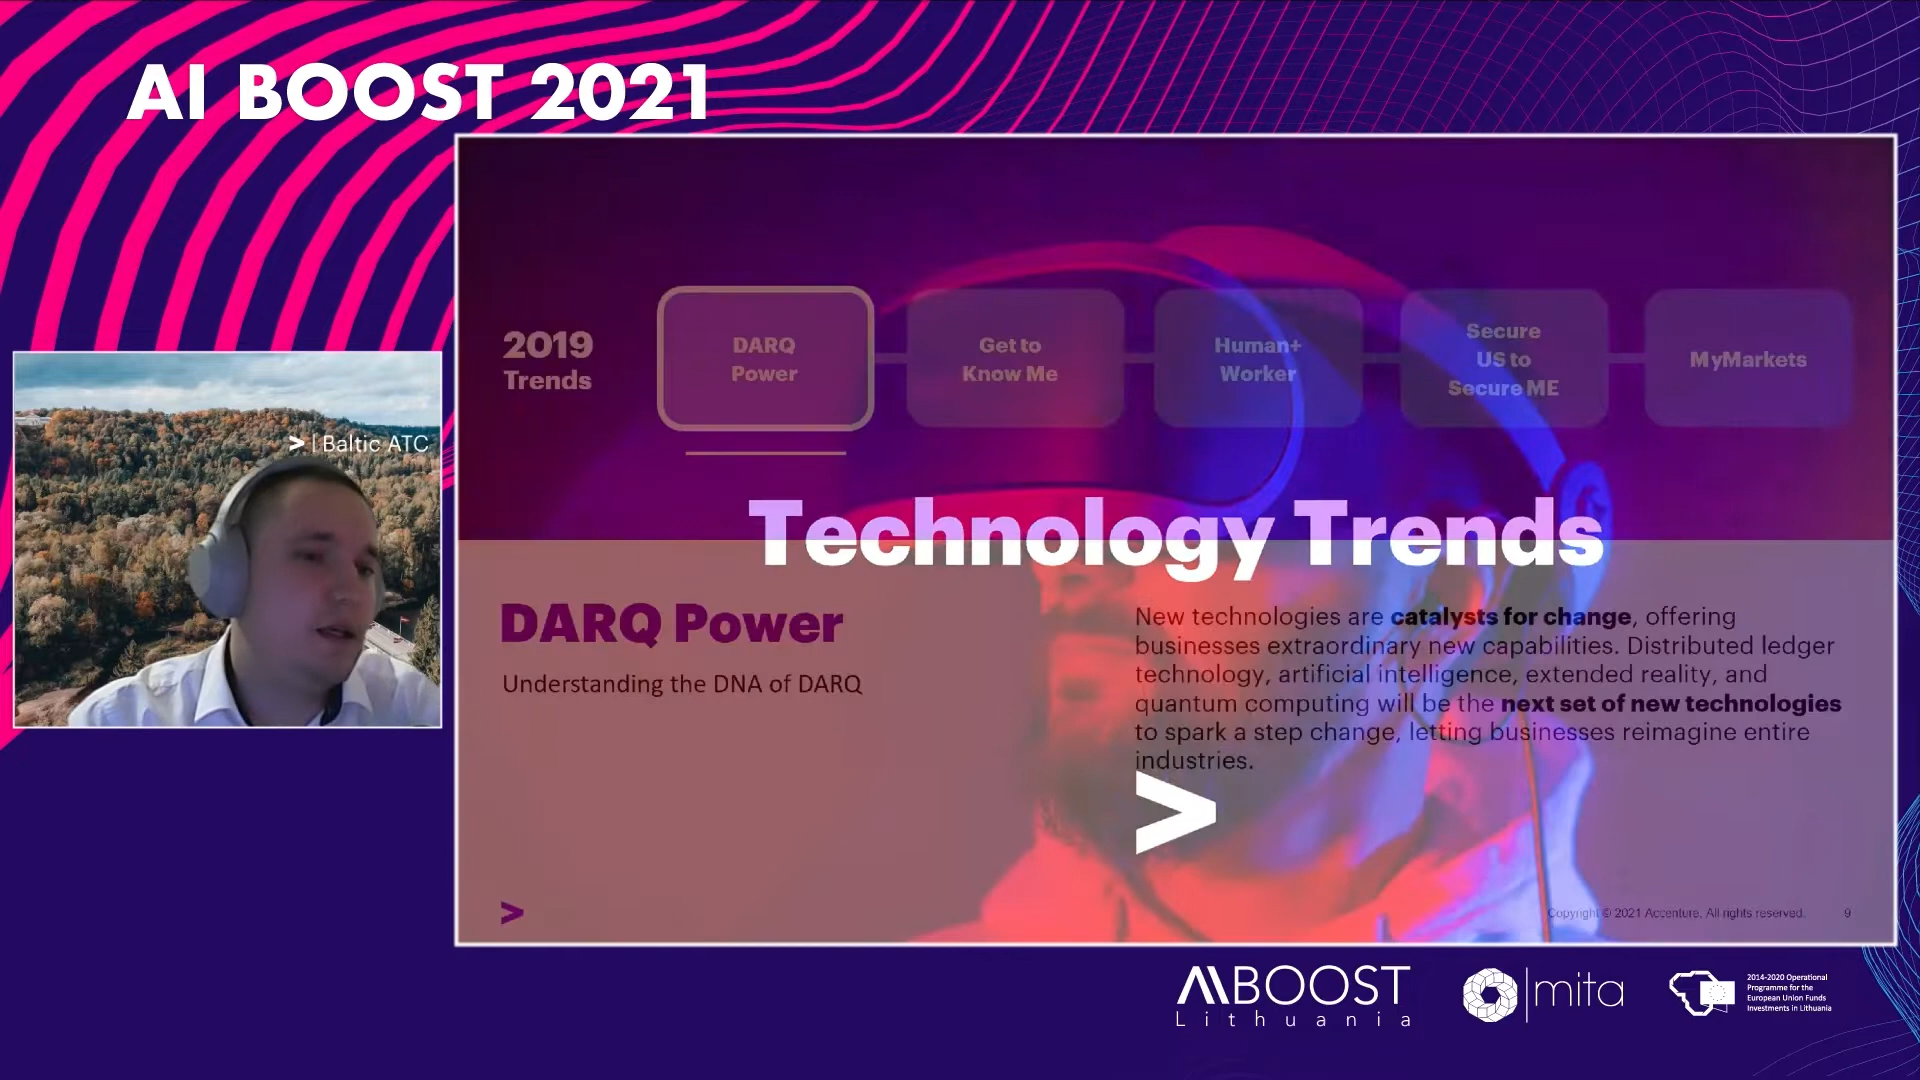 AI BOOST 2021
> | Baltic ATC
2019
Trends
DARQ
Power
Get to
Know Me
Human+
Worker
Secure
US to
Secure ME
MyMarkets
Technology Trends
DARQ Power
Understanding the DNA of DARQ
New technologies are catalysts for change, offering
businesses extraordinary new capabilities. Distributed ledger
technology, artificial intelligence, extended reality, and
quantum computing will be the next set of new technologies
to spark a step change, letting businesses reimagine entire
industries.
>
>
Copyright © 2021 Accenture. All rights reserved. 9
AIBOOST
Lithuania
mita
2014-2020 Operational
Programme for the
European Union Funds
Investments in Lithuania